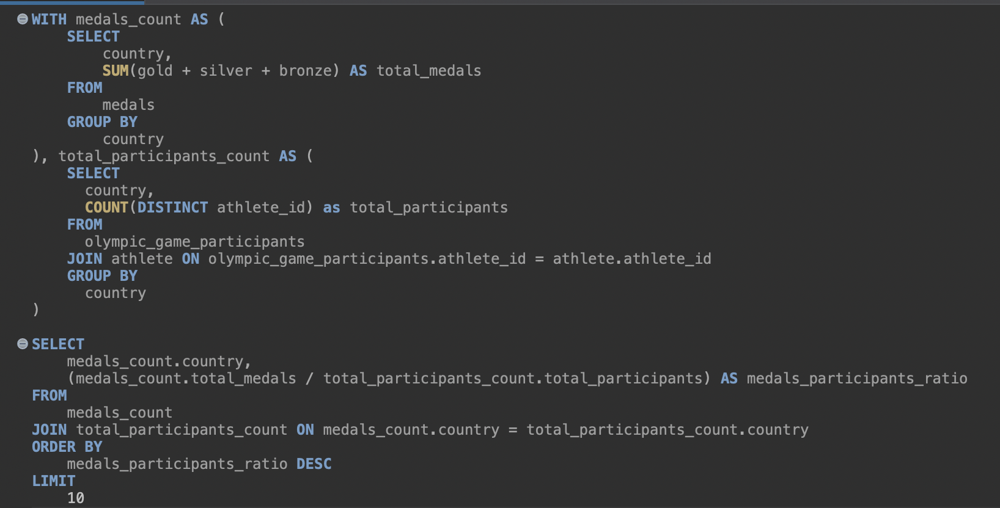 WITH medals_count AS (
    SELECT
        country,
        SUM(gold + silver + bronze) AS total_medals
    FROM
        medals
    GROUP BY
        country
), total_participants_count AS (
    SELECT
      country,
      COUNT(DISTINCT athlete_id) as total_participants
    FROM
      olympic_game_participants
    JOIN athlete ON olympic_game_participants.athlete_id = athlete.athlete_id
    GROUP BY
      country
)

SELECT
    medals_count.country,
    (medals_count.total_medals / total_participants_count.total_participants) AS medals_participants_ratio
FROM
    medals_count
JOIN total_participants_count ON medals_count.country = total_participants_count.country
ORDER BY
    medals_participants_ratio DESC
LIMIT
    10